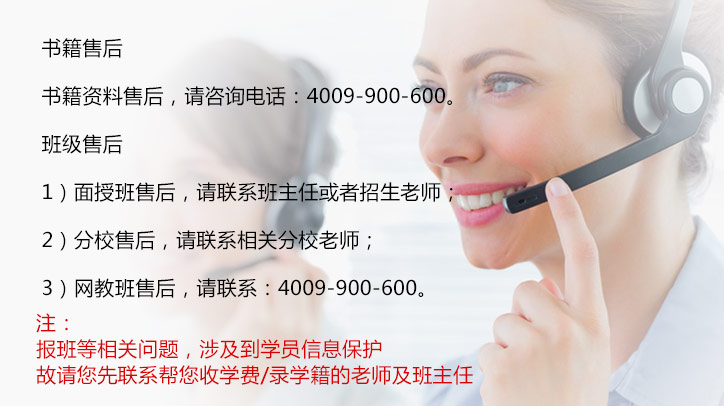 书籍售后
书籍资料售后，请咨询电话：4009-900-600。
班级售后
1）面授班售后，请联系班主任或者招生老师；
2）分校售后，请联系相关分校老师；
3）网教班售后，请联系：4009-900-600。
注：
报班等相关问题，涉及到学员信息保护
故请您先联系帮您收学费/录学籍的老师及班主任